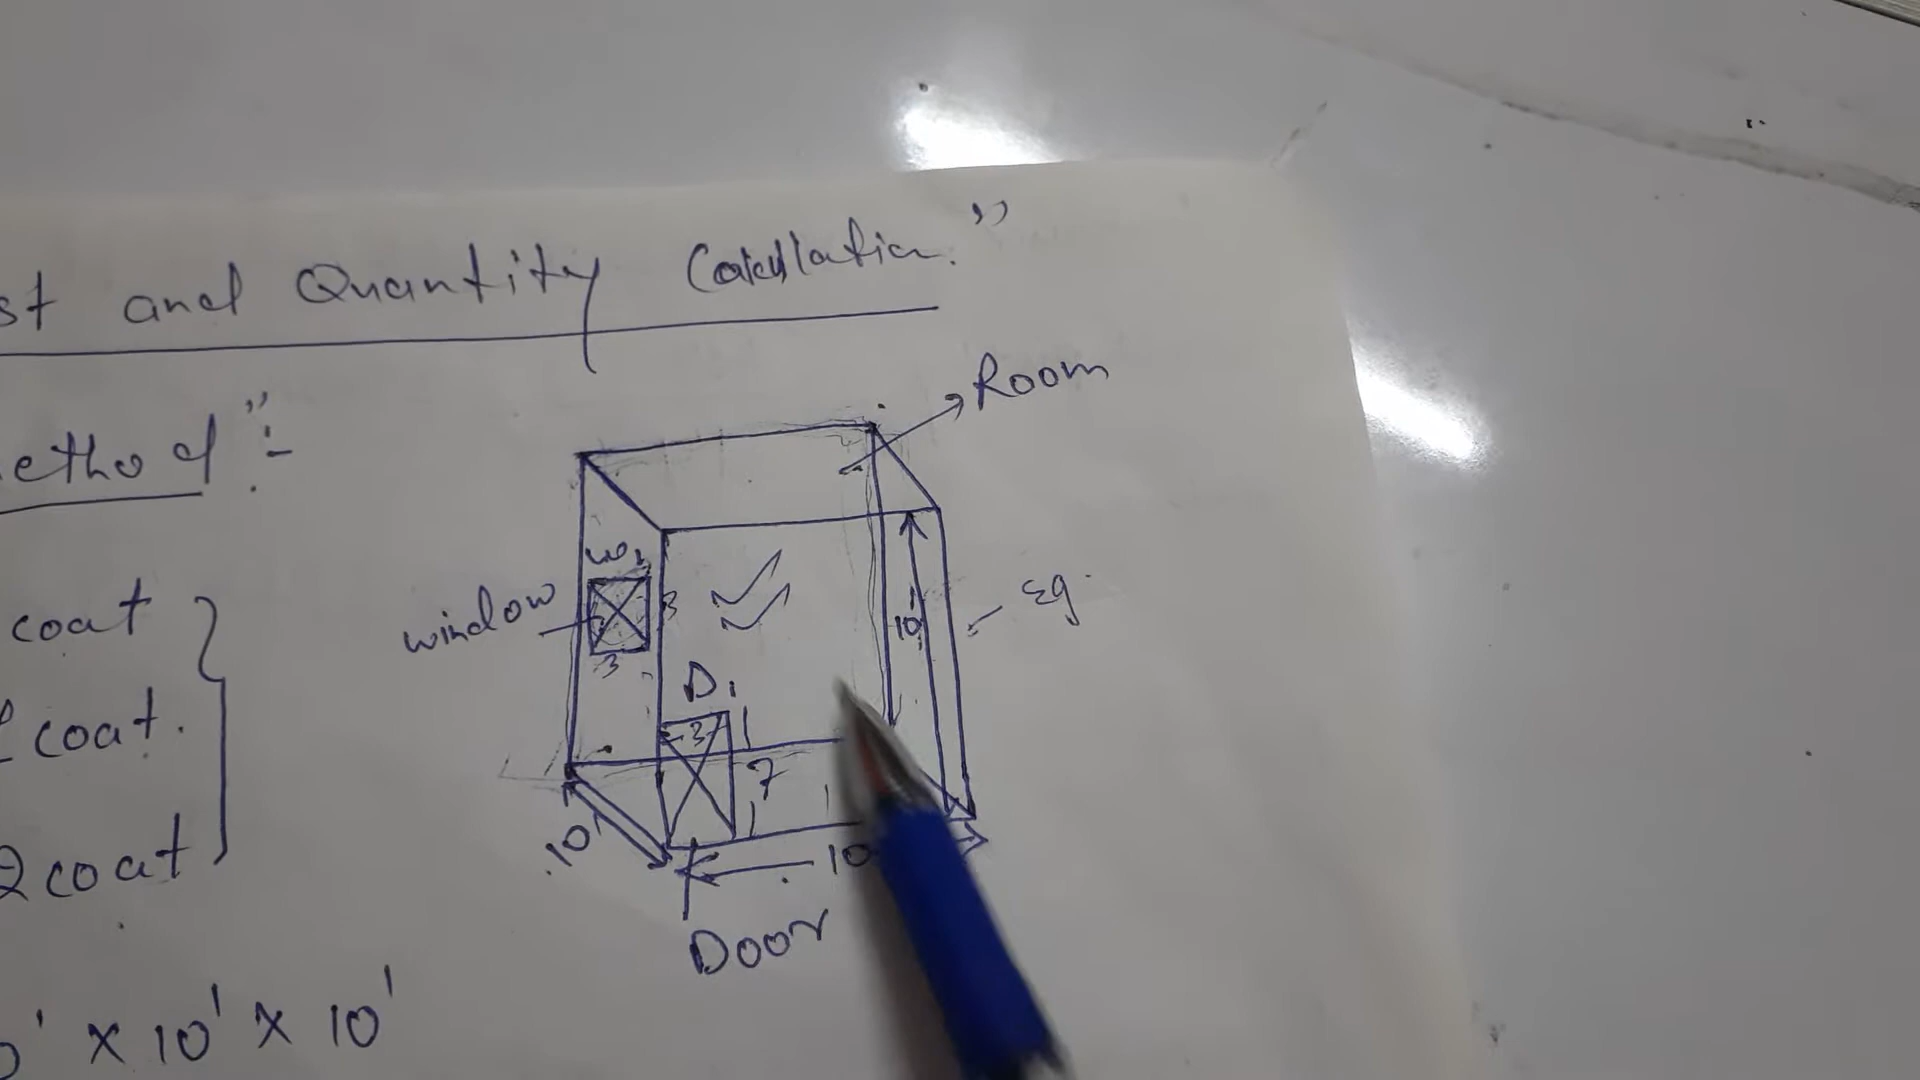 st and Quantity Calculation."
ethod":-
Room
W1
window
3
3
coat
10'
Eg.
D1
3
coat.
7
10'
10
2 coat
Door
0' x 10' x 10'